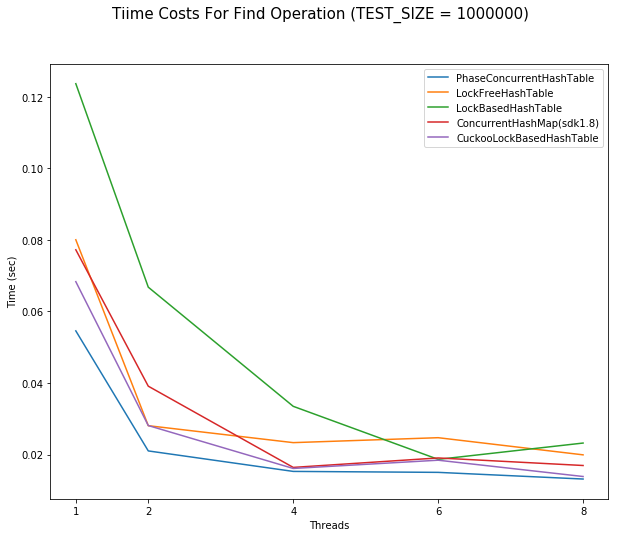 Tiime Costs For Find Operation (TEST_SIZE = 1000000)
PhaseConcurrentHashTable
LockFreeHashTable
LockBasedHashTable
ConcurrentHashMap(sdk1.8)
CuckooLockBasedHashTable
Time (sec)
0.12
0.10
0.08
0.06
0.04
0.02
1 2 4 6 8
Threads